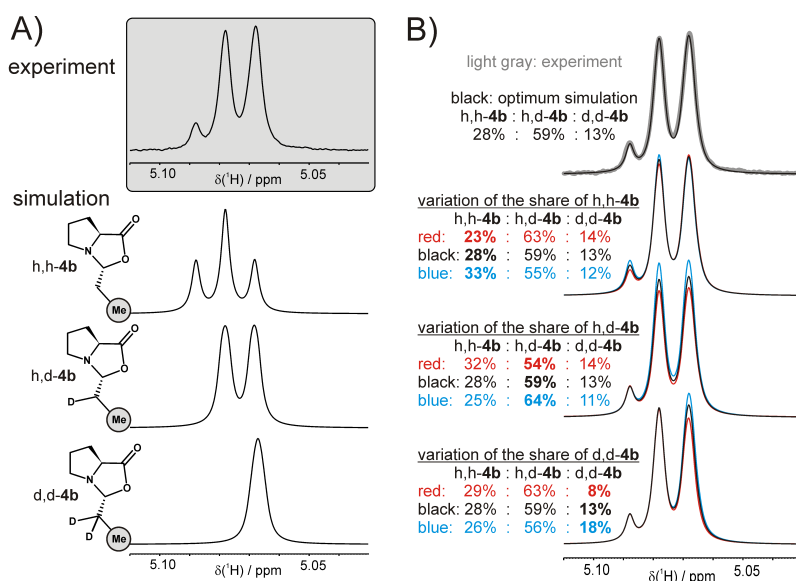 A)
experiment
5.10
5.05
δ(¹H) / ppm
simulation
O
N
O
h,h-4b
Me
O
N
O
h,d-4b
D
Me
O
N
O
d,d-4b
D
D
Me
5.10
5.05
δ(¹H) / ppm
B)
light gray: experiment
black: optimum simulation
h,h-4b : h,d-4b : d,d-4b
28% : 59% : 13%
variation of the share of h,h-4b
h,h-4b : h,d-4b : d,d-4b
red: 23% : 63% : 14%
black: 28% : 59% : 13%
blue: 33% : 55% : 12%
variation of the share of h,d-4b
h,h-4b : h,d-4b : d,d-4b
red: 32% : 54% : 14%
black: 28% : 59% : 13%
blue: 25% : 64% : 11%
variation of the share of d,d-4b
h,h-4b : h,d-4b : d,d-4b
red: 29% : 63% : 8%
black: 28% : 59% : 13%
blue: 26% : 56% : 18%
5.10
5.05
δ(¹H) / ppm